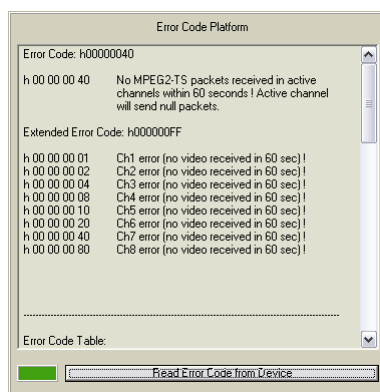 Error Code Platform
Error Code: h00000040
h 00 00 00 40 No MPEG2-TS packets received in active
channels within 60 seconds ! Active channel
will send null packets.
Extended Error Code: h000000FF
h 00 00 00 01 Ch1 error (no video received in 60 sec) !
h 00 00 00 02 Ch2 error (no video received in 60 sec) !
h 00 00 00 04 Ch3 error (no video received in 60 sec) !
h 00 00 00 08 Ch4 error (no video received in 60 sec) !
h 00 00 00 10 Ch5 error (no video received in 60 sec) !
h 00 00 00 20 Ch6 error (no video received in 60 sec) !
h 00 00 00 40 Ch7 error (no video received in 60 sec) !
h 00 00 00 80 Ch8 error (no video received in 60 sec) !
Error Code Table:
Read Error Code from Device